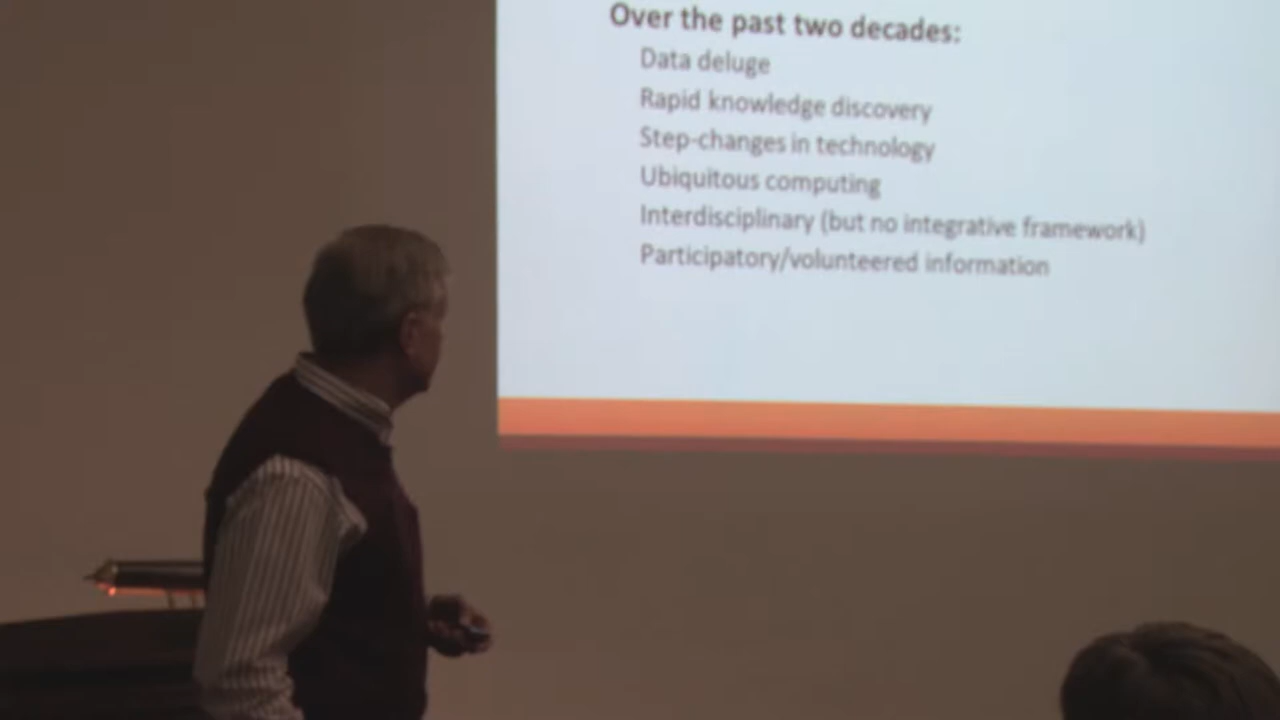 Over the past two decades:
Data deluge
Rapid knowledge discovery
Step-changes in technology
Ubiquitous computing
Interdisciplinary (but no integrative framework)
Participatory/volunteered information